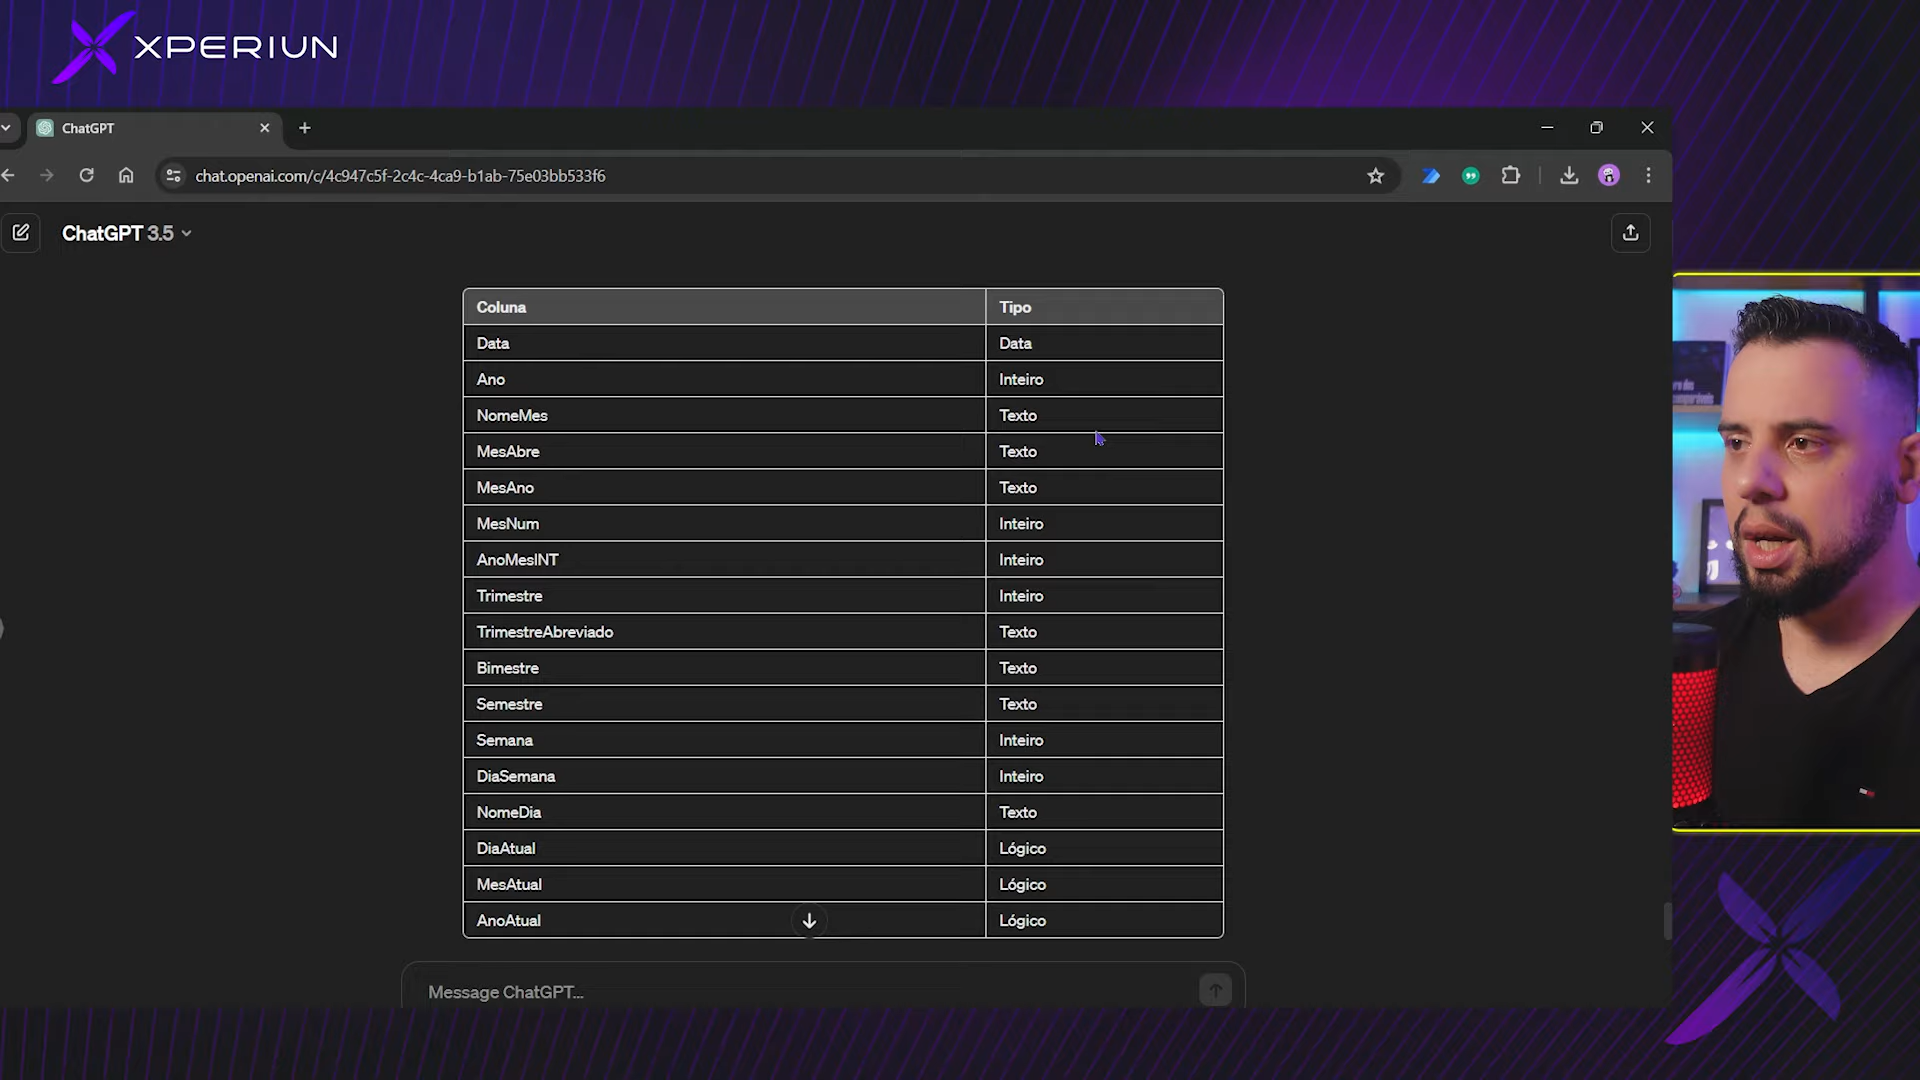 XPERIUN
ChatGPT
chat.openai.com/c/4c947c5f-2c4c-4ca9-b1ab-75e03bb533f6
ChatGPT 3.5
Coluna Tipo
Data Data
Ano Inteiro
NomeMes Texto
MesAbre Texto
MesAno Texto
MesNum Inteiro
AnoMesINT Inteiro
Trimestre Inteiro
TrimestreAbreviado Texto
Bimestre Texto
Semestre Texto
Semana Inteiro
DiaSemana Inteiro
NomeDia Texto
DiaAtual Lógico
MesAtual Lógico
AnoAtual Lógico
Message ChatGPT...